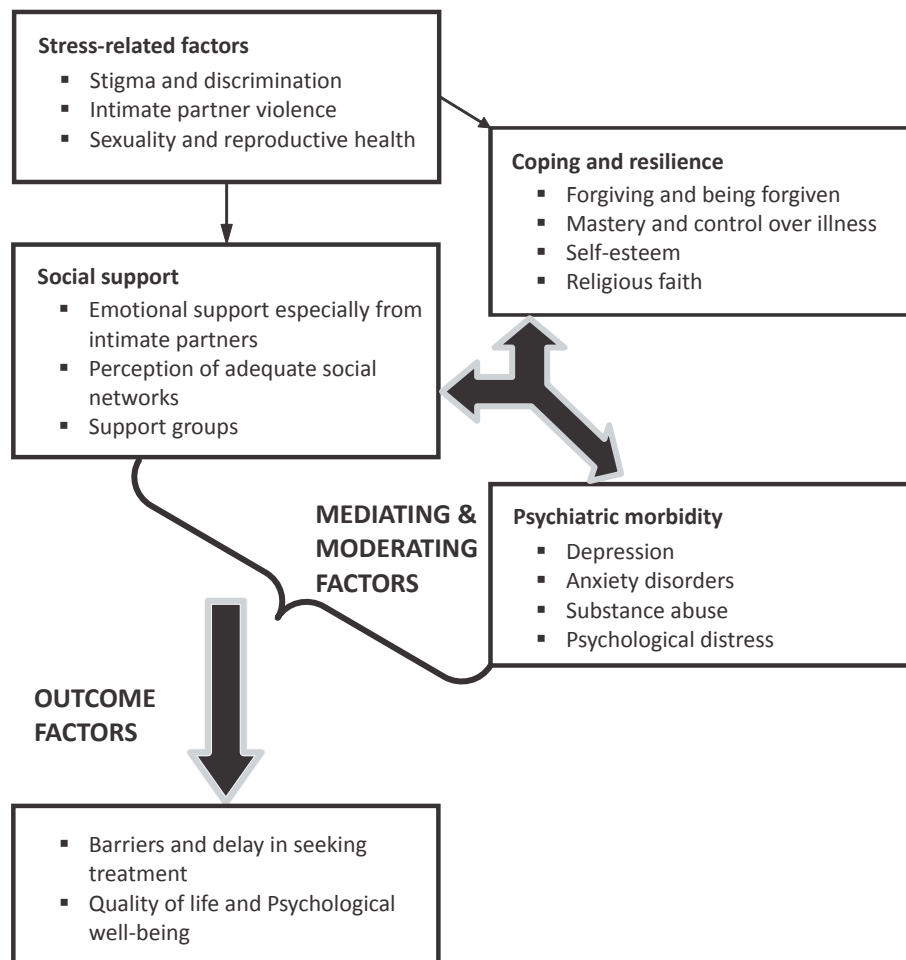 Stress-related factors
▪ Stigma and discrimination
▪ Intimate partner violence
▪ Sexuality and reproductive health
Coping and resilience
▪ Forgiving and being forgiven
▪ Mastery and control over illness
▪ Self-esteem
▪ Religious faith
Social support
▪ Emotional support especially from
intimate partners
▪ Perception of adequate social
networks
▪ Support groups
MEDIATING &
MODERATING
FACTORS
Psychiatric morbidity
▪ Depression
▪ Anxiety disorders
▪ Substance abuse
▪ Psychological distress
OUTCOME
FACTORS
▪ Barriers and delay in seeking
treatment
▪ Quality of life and Psychological
well-being